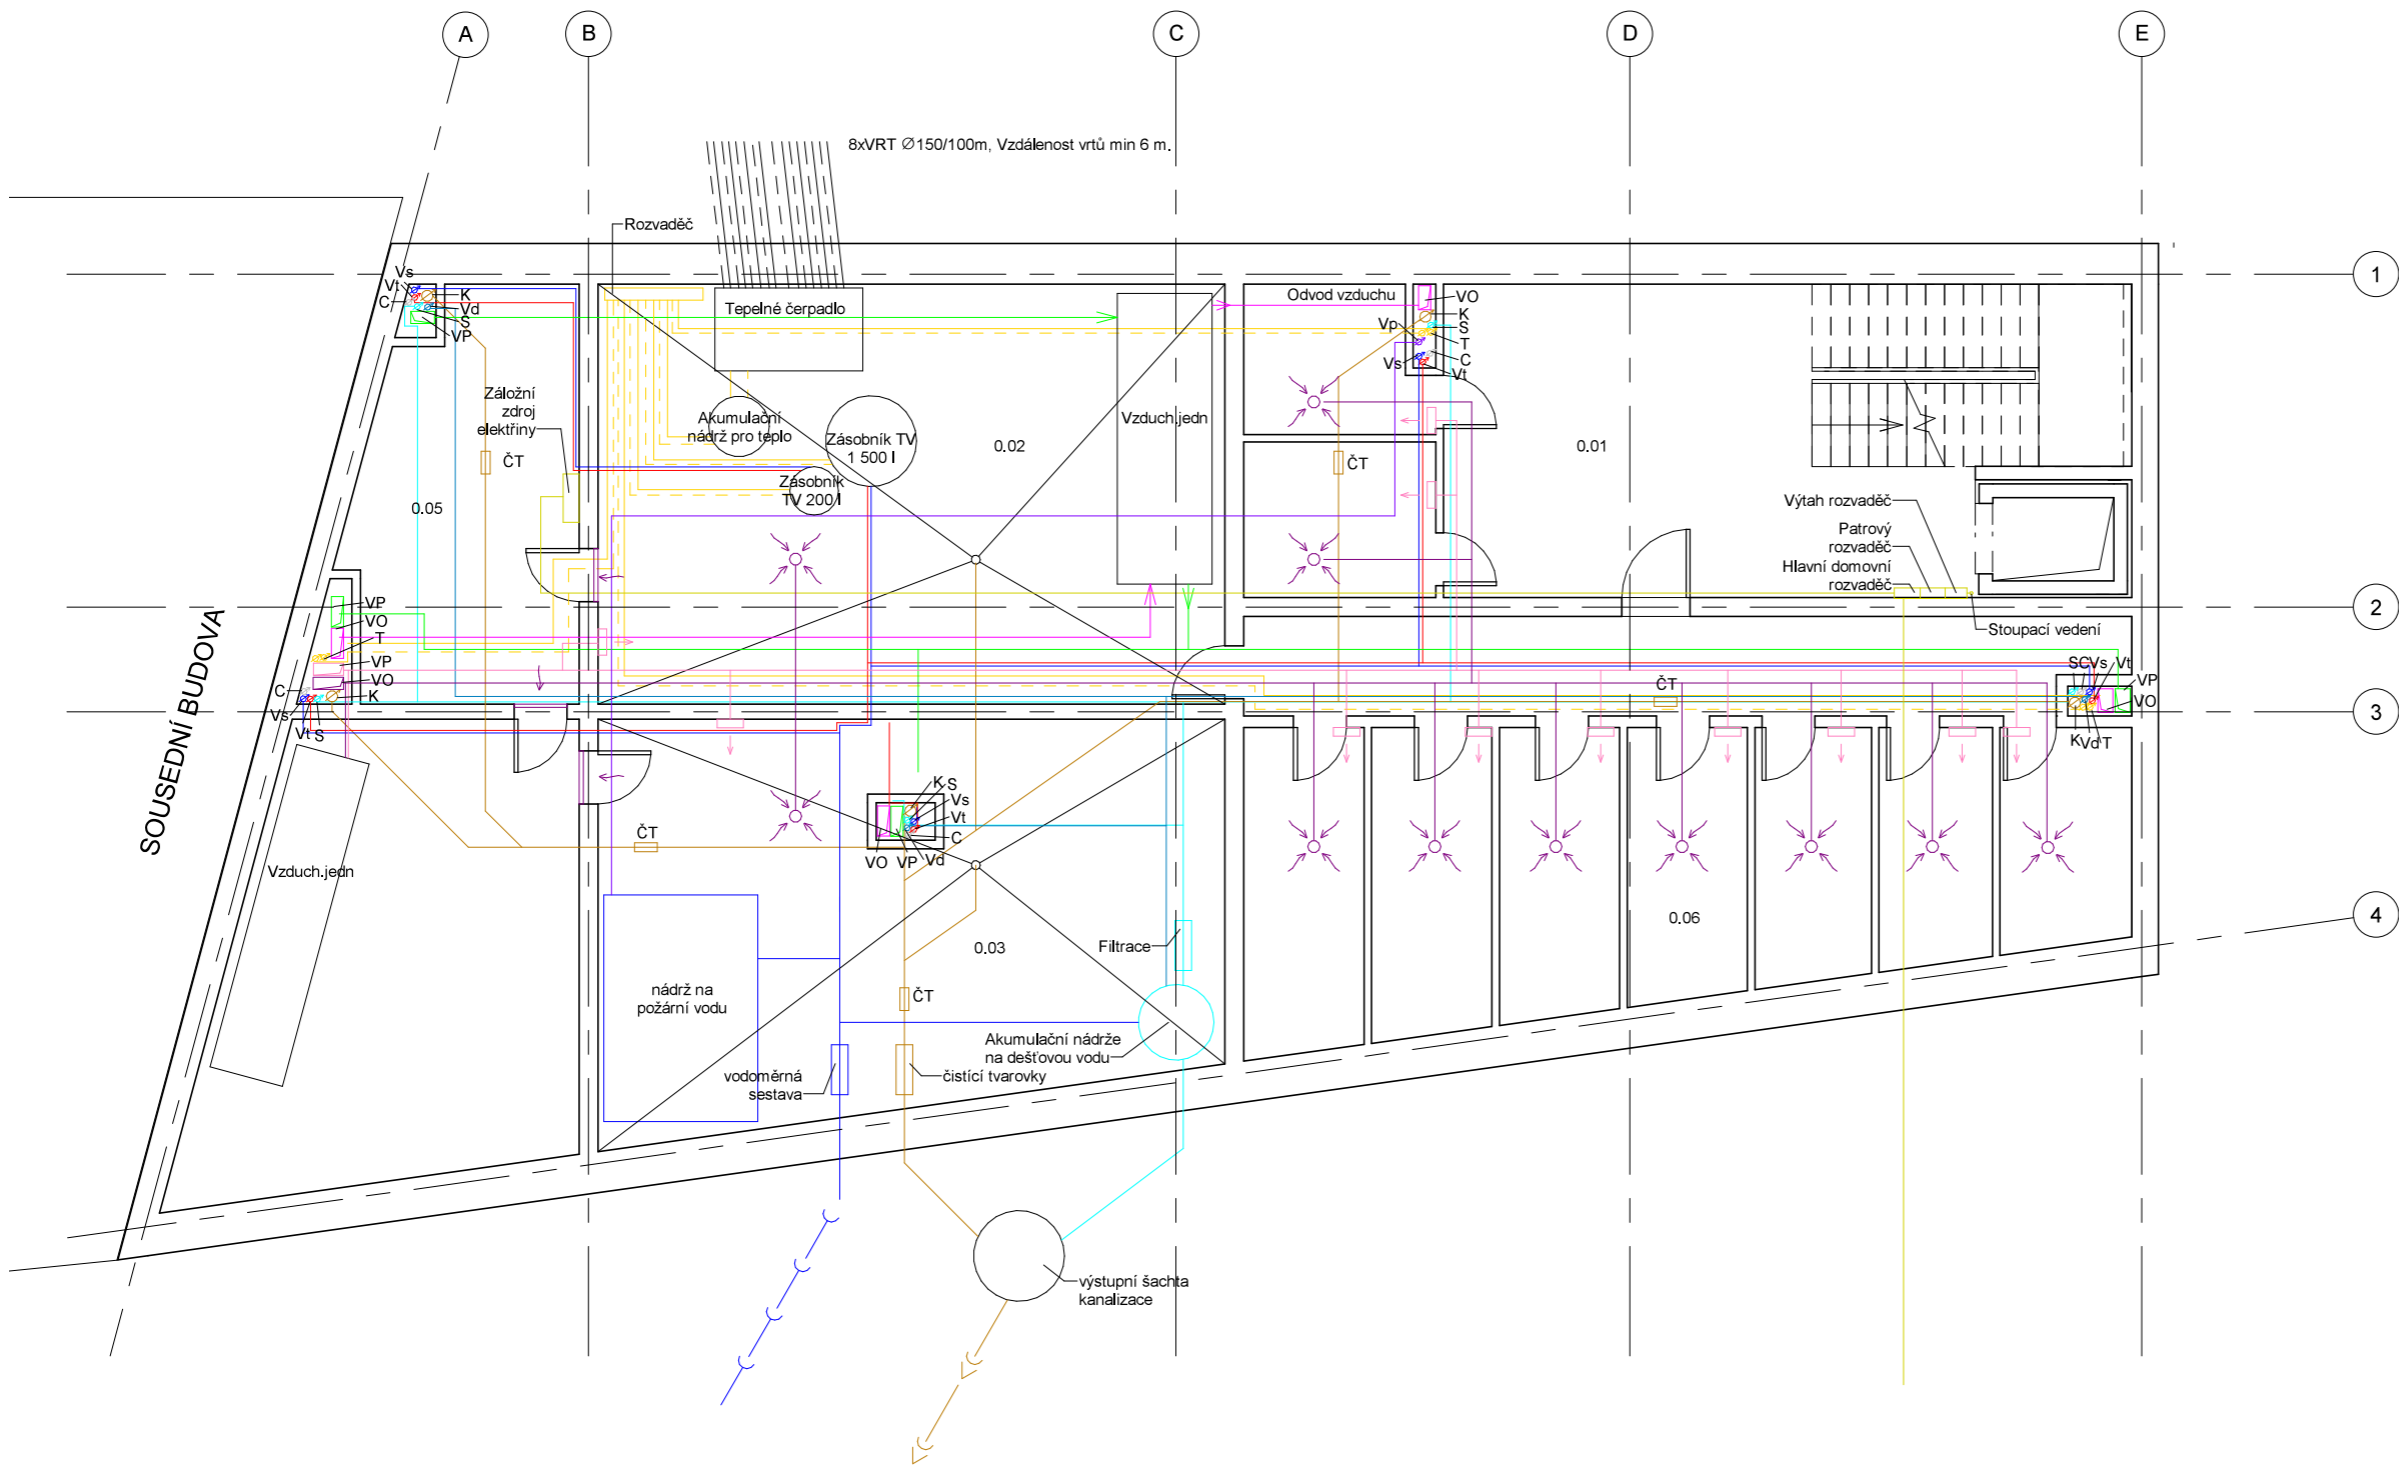 A
B
C
D
E
8xVRT Ø150/100m, Vzdálenost vrtů min 6 m.
Rozvaděč
1
Vs
Vt
C
K
Vd
S
VP
Tepelné čerpadlo
Odvod vzduchu
VO
K
S
T
C
Vt
Vp
Vs
Záložní
zdroj
elektřiny
Akumulační
nádrž pro teplo
Zásobník TV
1 500 l
Zásobník
TV 200 l
0.02
Vzduch.jedn
0.01
ČT
ČT
0.05
Výtah rozvaděč
Patrový
rozvaděč
Hlavní domovní
rozvaděč
Stoupací vedení
2
VP
VO
T
VP
VO
K
C
Vs
Vt
S
SOUSEDNÍ BUDOVA
ČT
S
C
Vs
Vt
VP
VO
K
Vd
T
3
K
S
Vs
Vt
C
Vd
VP
VO
ČT
Vzduch.jedn
0.03
0.06
4
Filtrace
nádrž na
požární vodu
ČT
Akumulační nádrže
na dešťovou vodu
čistící tvarovky
vodoměrná
sestava
výstupní šachta
kanalizace